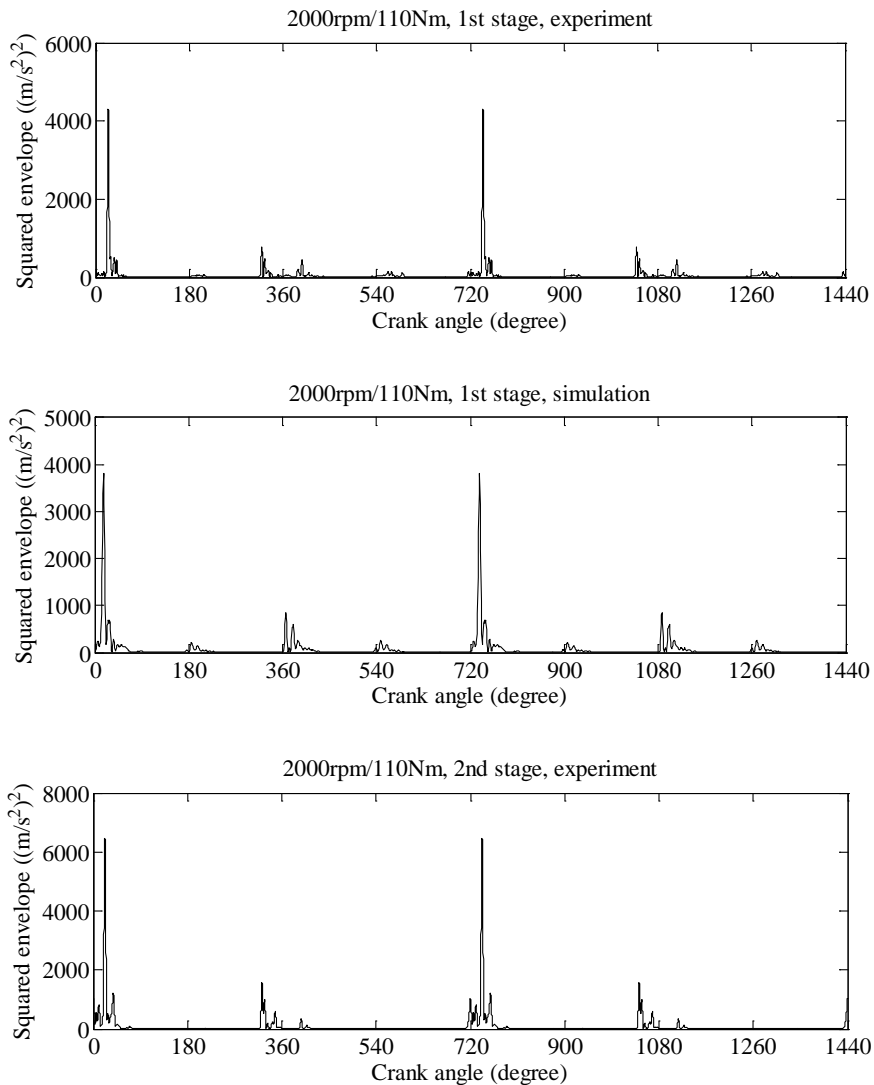 2000rpm/110Nm, 1st stage, experiment
6000
4000
2000
0
Squared envelope ((m/s²)²)
0 180 360 540 720 900 1080 1260 1440
Crank angle (degree)
2000rpm/110Nm, 1st stage, simulation
5000
4000
3000
2000
1000
0
Squared envelope ((m/s²)²)
0 180 360 540 720 900 1080 1260 1440
Crank angle (degree)
2000rpm/110Nm, 2nd stage, experiment
8000
6000
4000
2000
0
Squared envelope ((m/s²)²)
0 180 360 540 720 900 1080 1260 1440
Crank angle (degree)